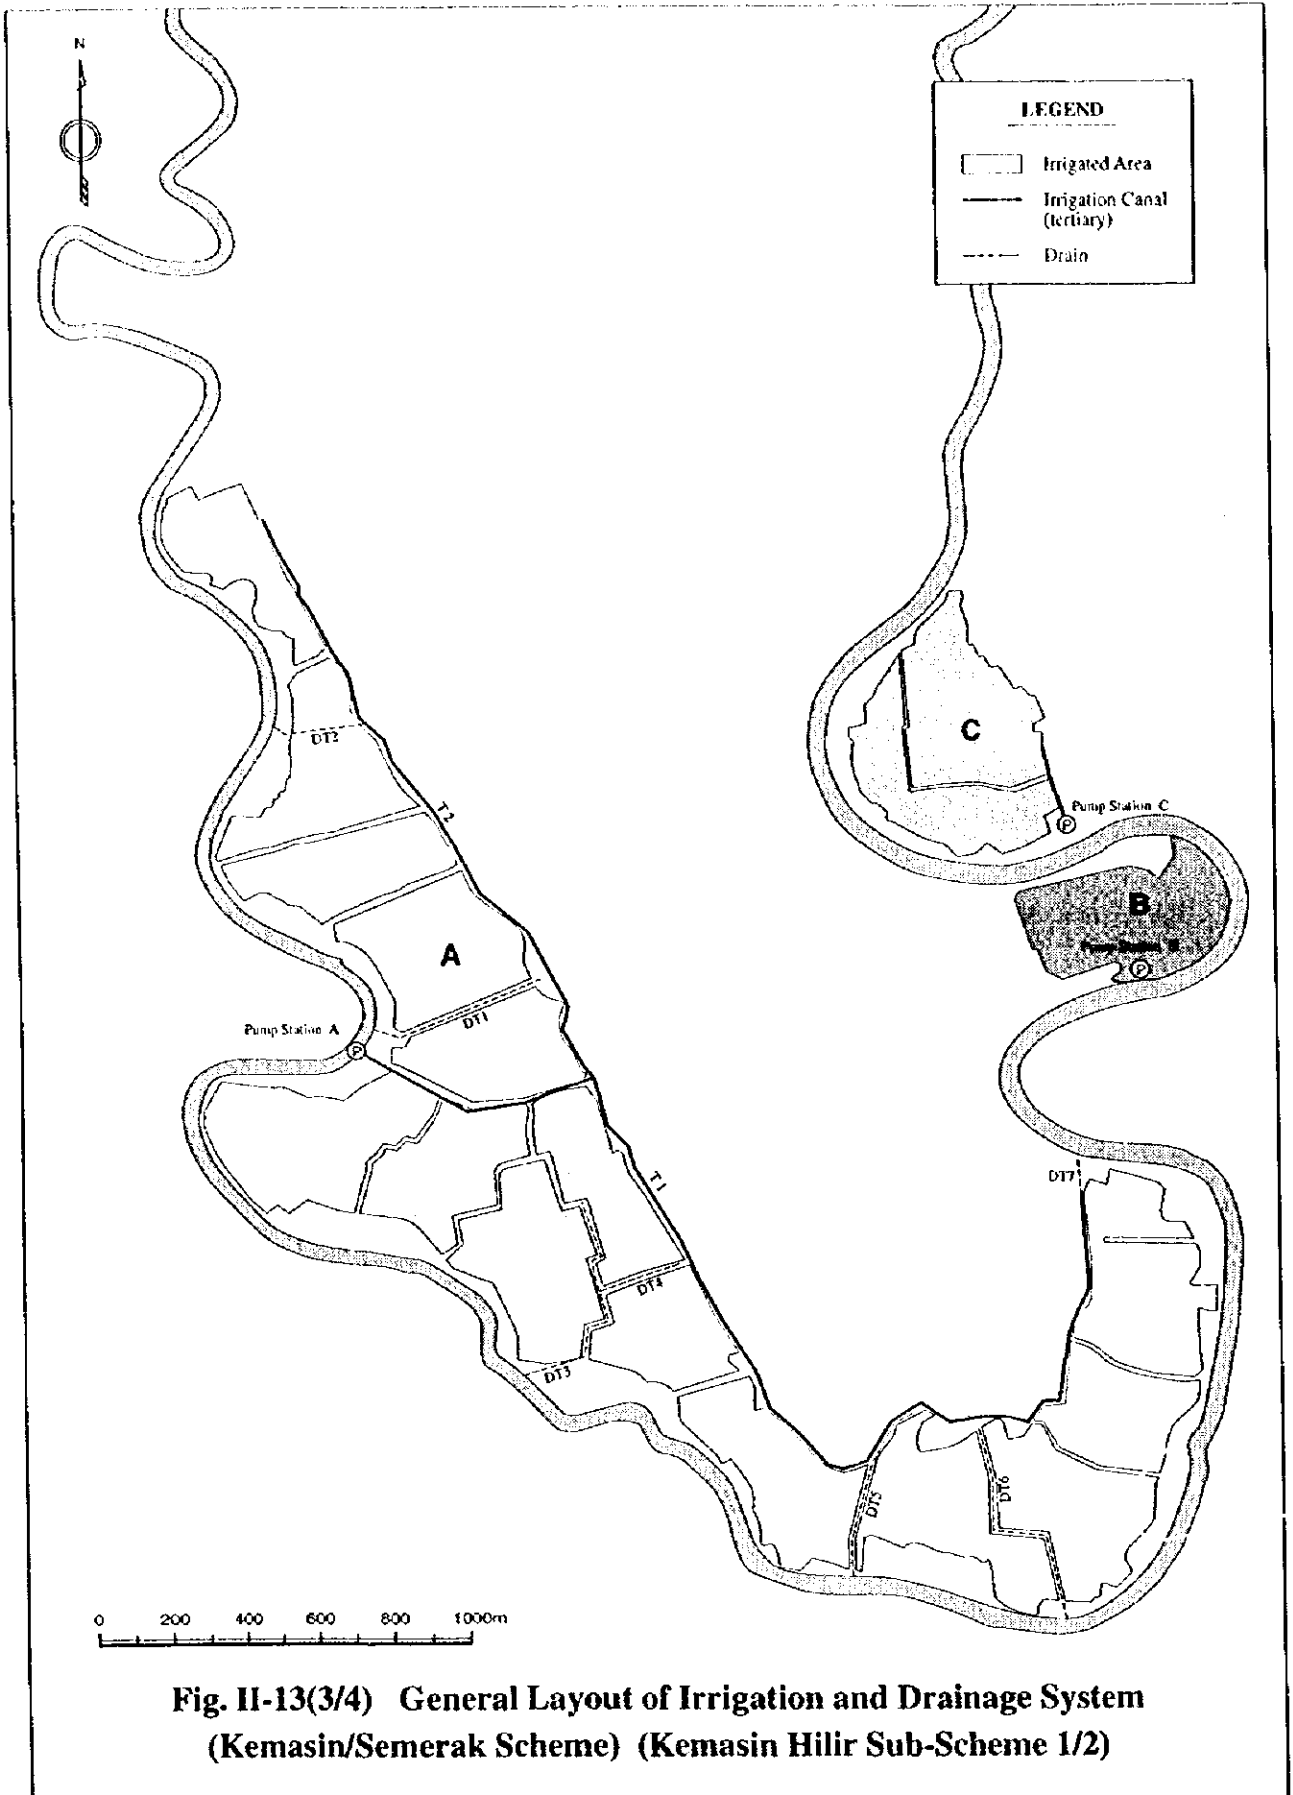 N
LEGEND
Irrigated Area
Irrigation Canal
(tertiary)
Drain
DT2
T2
C
Pump Station C
P
B
Pump Station B
P
A
DT1
Pump Station A
P
T1
DT7
DT4
DT3
DT5
DT6
0 200 400 600 800 1000m
Fig. II-13(3/4) General Layout of Irrigation and Drainage System
(Kemasin/Semerak Scheme) (Kemasin Hilir Sub-Scheme 1/2)